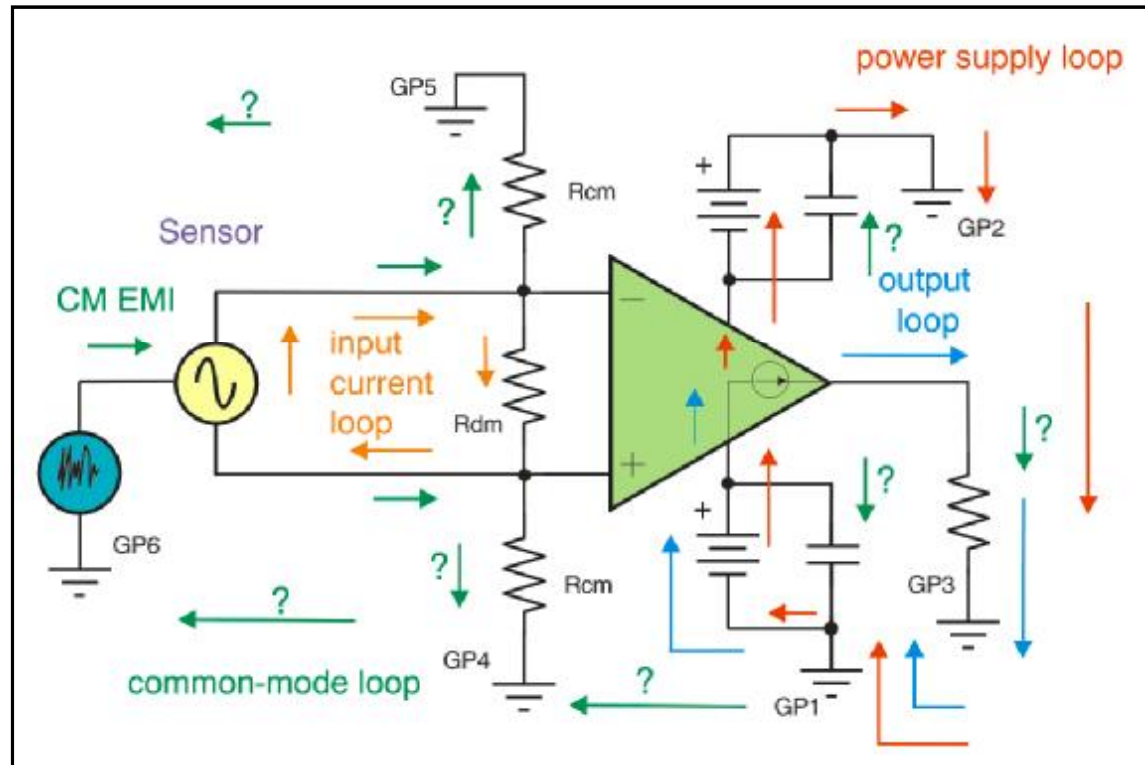 power supply loop
GP5
?
+
Rcm
?
Sensor
?
GP2
CM EMI
output
loop
−
input
current
loop
Rdm
?
+
?
+
GP6
?
Rcm
GP3
?
GP4
common-mode loop
?
GP1